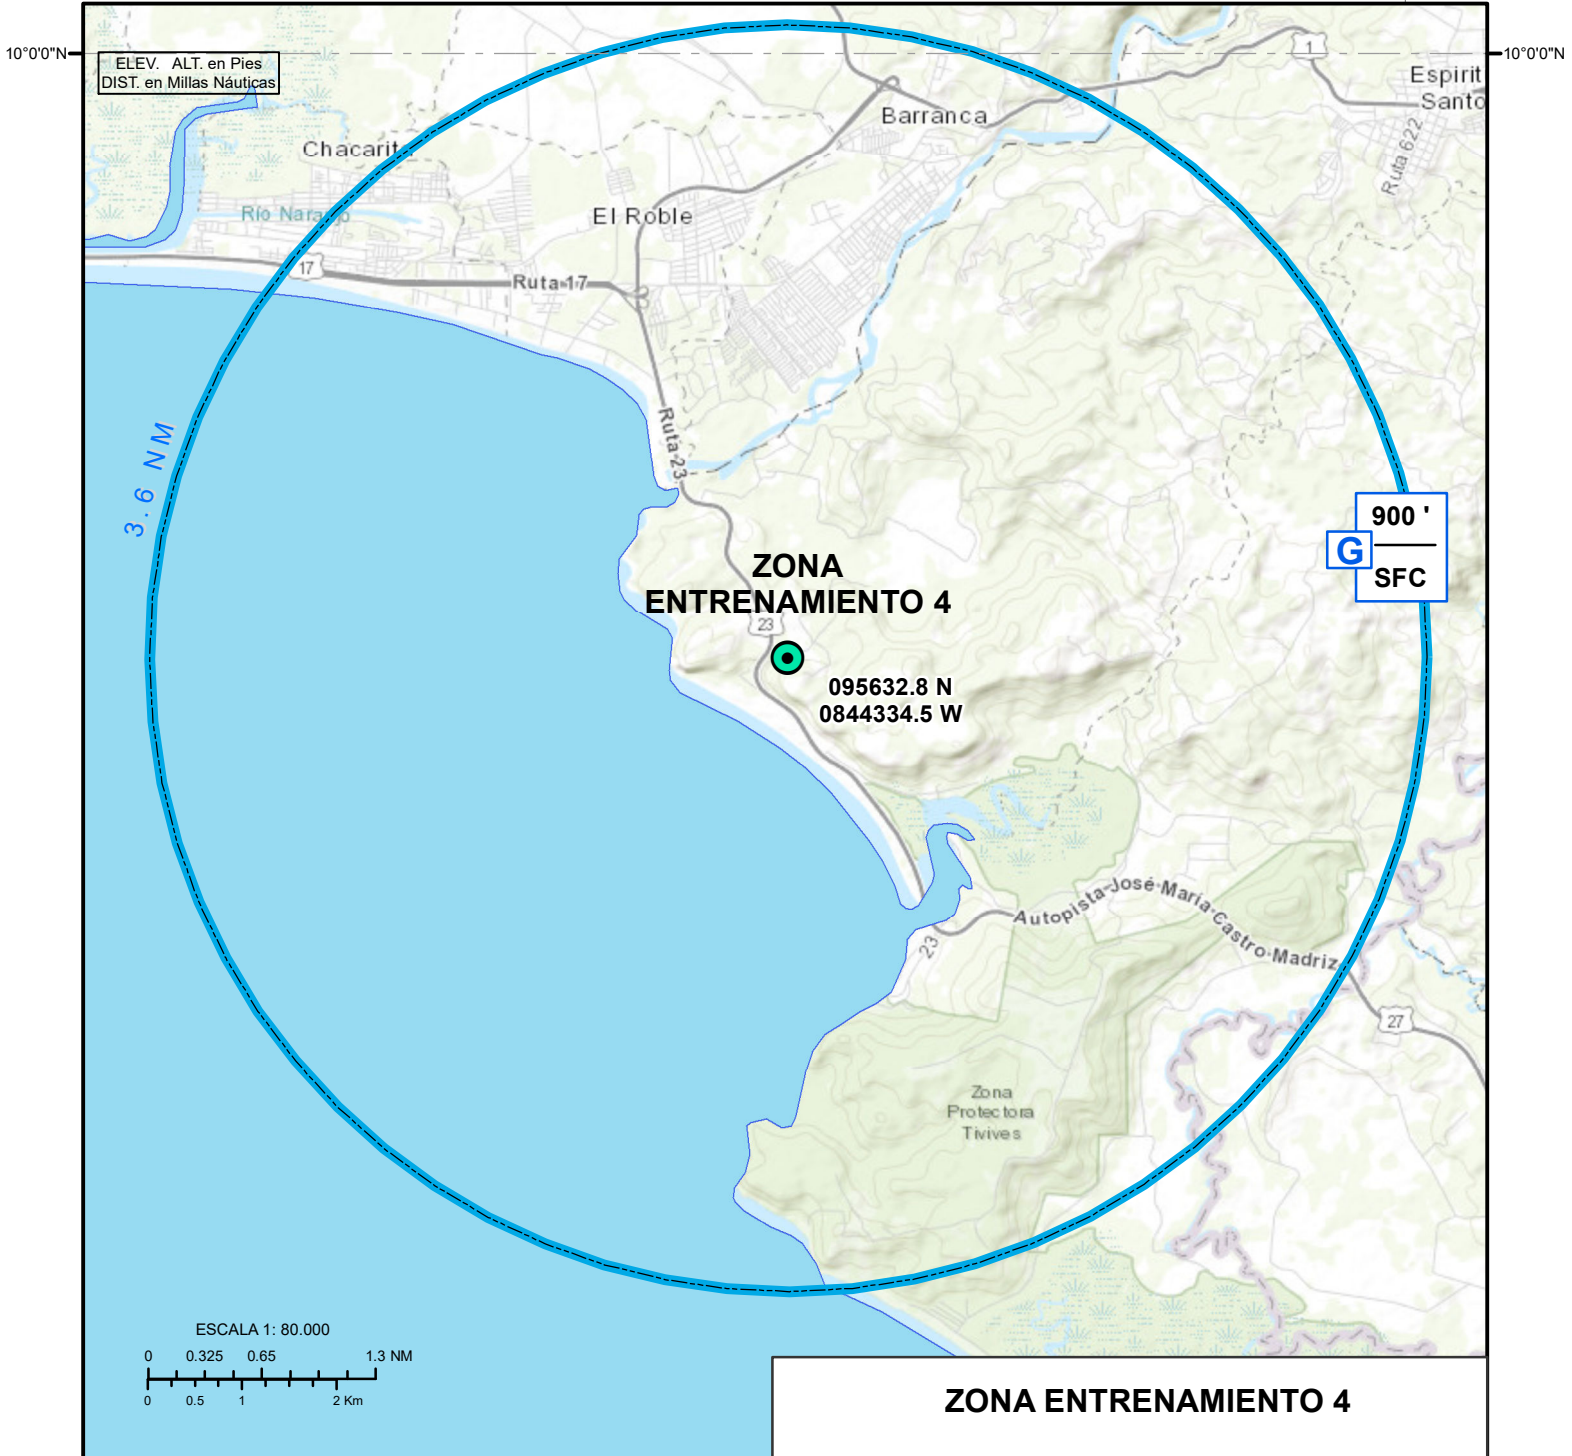 10°0'0"N
10°0'0"N
ELEV. ALT. en Pies
DIST. en Millas Náuticas
1
Espirit
Santo
Barranca
Ruta 622
Chacarit
Río Naranjo
El Roble
17
Ruta 17
Ruta 23
3.6 NM
900 '
G
SFC
ZONA
ENTRENAMIENTO 4
23
095632.8 N
0844334.5 W
Autopista José María Castro Madriz
23
27
Zona
Protectora
Tivives
ESCALA 1: 80.000
0 0.325 0.65 1.3 NM
0 0.5 1 2 Km
ZONA ENTRENAMIENTO 4